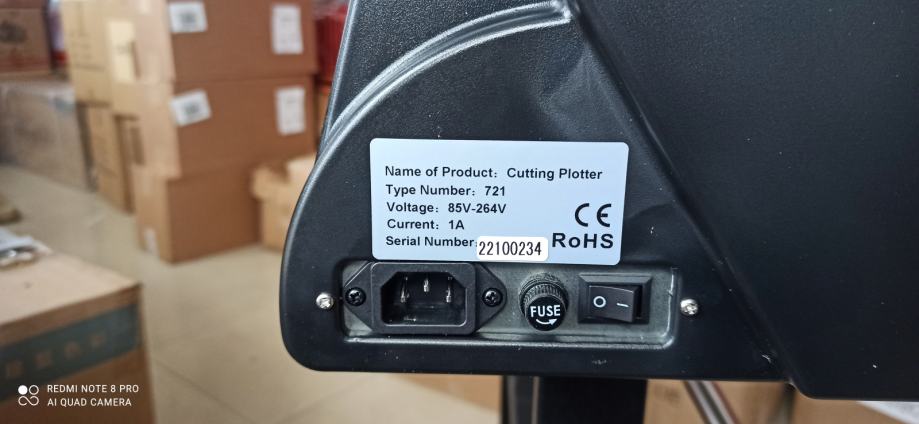 Name of Product: Cutting Plotter
Type Number: 721
Voltage: 85V-264V
Current: 1A
Serial Number: 22100234
CE
RoHS
FUSE
REDMI NOTE 8 PRO
AI QUAD CAMERA